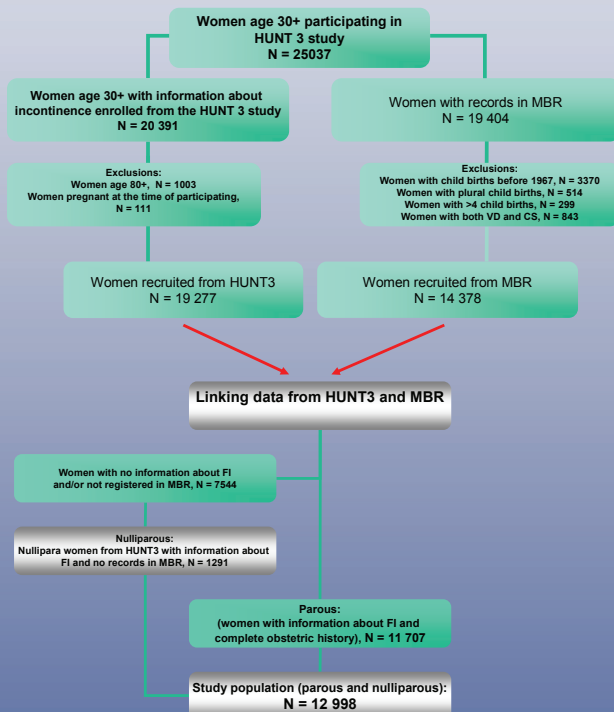 Women age 30+ participating in
HUNT 3 study
N = 25037
Women age 30+ with information about
incontinence enrolled from the HUNT 3 study
N = 20 391
Women with records in MBR
N = 19 404
Exclusions:
Women age 80+, N = 1003
Women pregnant at the time of participating,
N = 111
Exclusions:
Women with child births before 1967, N = 3370
Women with plural child births, N = 514
Women with >4 child births, N = 299
Women with both VD and CS, N = 843
Women recruited from HUNT3
N = 19 277
Women recruited from MBR
N = 14 378
Linking data from HUNT3 and MBR
Women with no information about FI
and/or not registered in MBR, N = 7544
Nulliparous:
Nullipara women from HUNT3 with information about
FI and no records in MBR, N = 1291
Parous:
(women with information about FI and
complete obstetric history), N = 11 707
Study population (parous and nulliparous):
N = 12 998